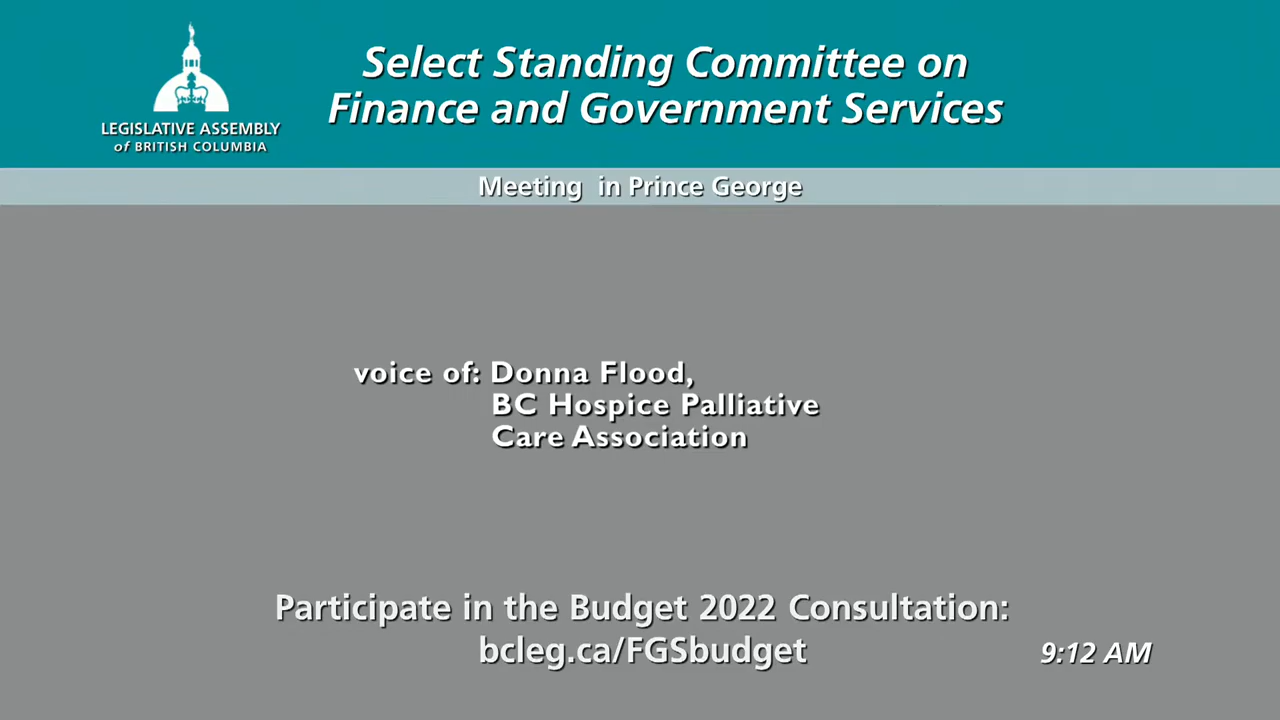 Select Standing Committee on
Finance and Government Services
LEGISLATIVE ASSEMBLY
of BRITISH COLUMBIA
Meeting in Prince George
voice of: Donna Flood,
BC Hospice Palliative
Care Association
Participate in the Budget 2022 Consultation:
bcleg.ca/FGSbudget
9:12 AM